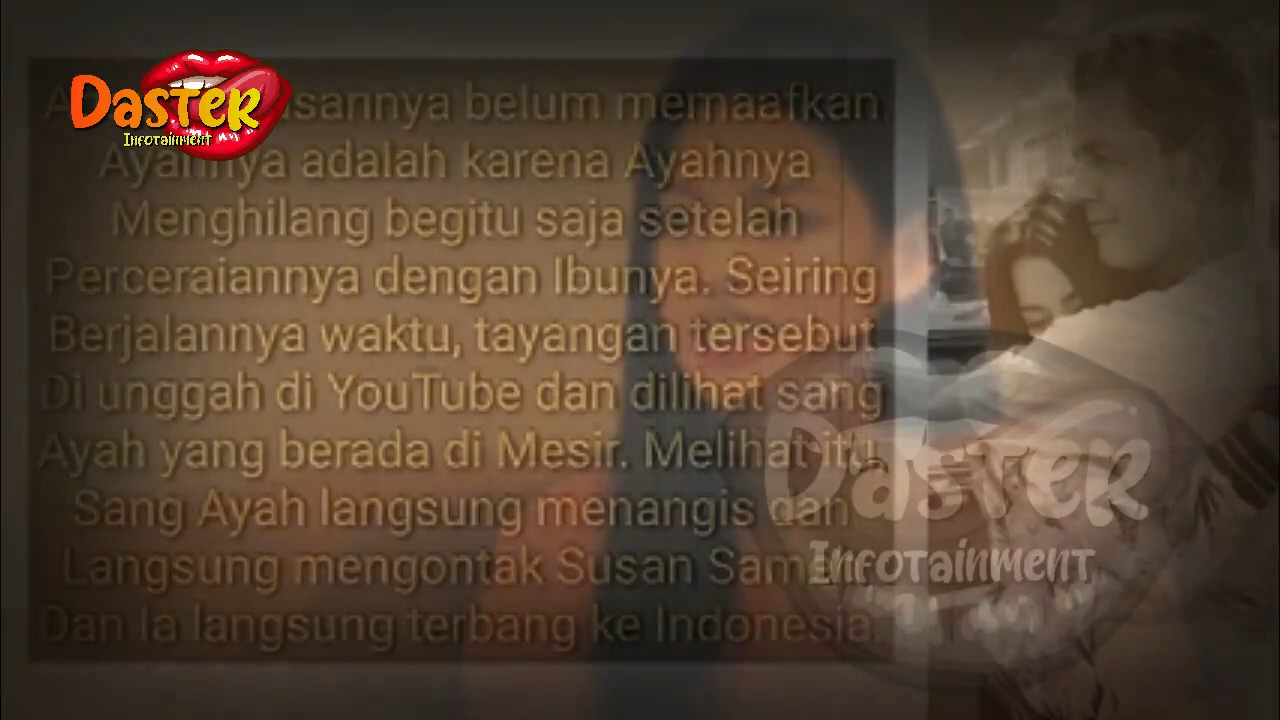 DASTER
INFOTAINMENT
sannya belum memaafkan
Ayahnya adalah karena Ayahnya
Menghilang begitu saja setelah
Perceraiannya dengan Ibunya. Seiring
Berjalannya waktu, tayangan tersebut
Di unggah di YouTube dan dilihat sang
Ayah yang berada di Mesir. Melihat itu
Sang Ayah langsung menangis dan
Langsung mengontak Susan
Dan Ia langsung terbang ke Indonesia.
DASTER
INFOTAINMENT